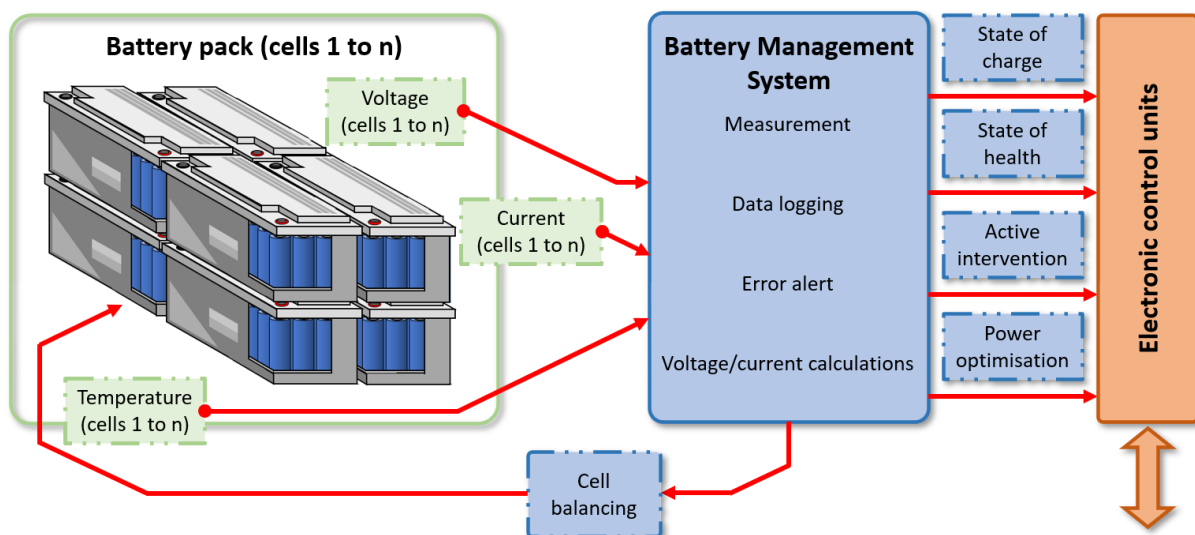 Battery pack (cells 1 to n)
Voltage
(cells 1 to n)
Current
(cells 1 to n)
Temperature
(cells 1 to n)
Battery Management
System
Measurement
Data logging
Error alert
Voltage/current calculations
Cell
balancing
State of
charge
State of
health
Active
intervention
Power
optimisation
Electronic control units